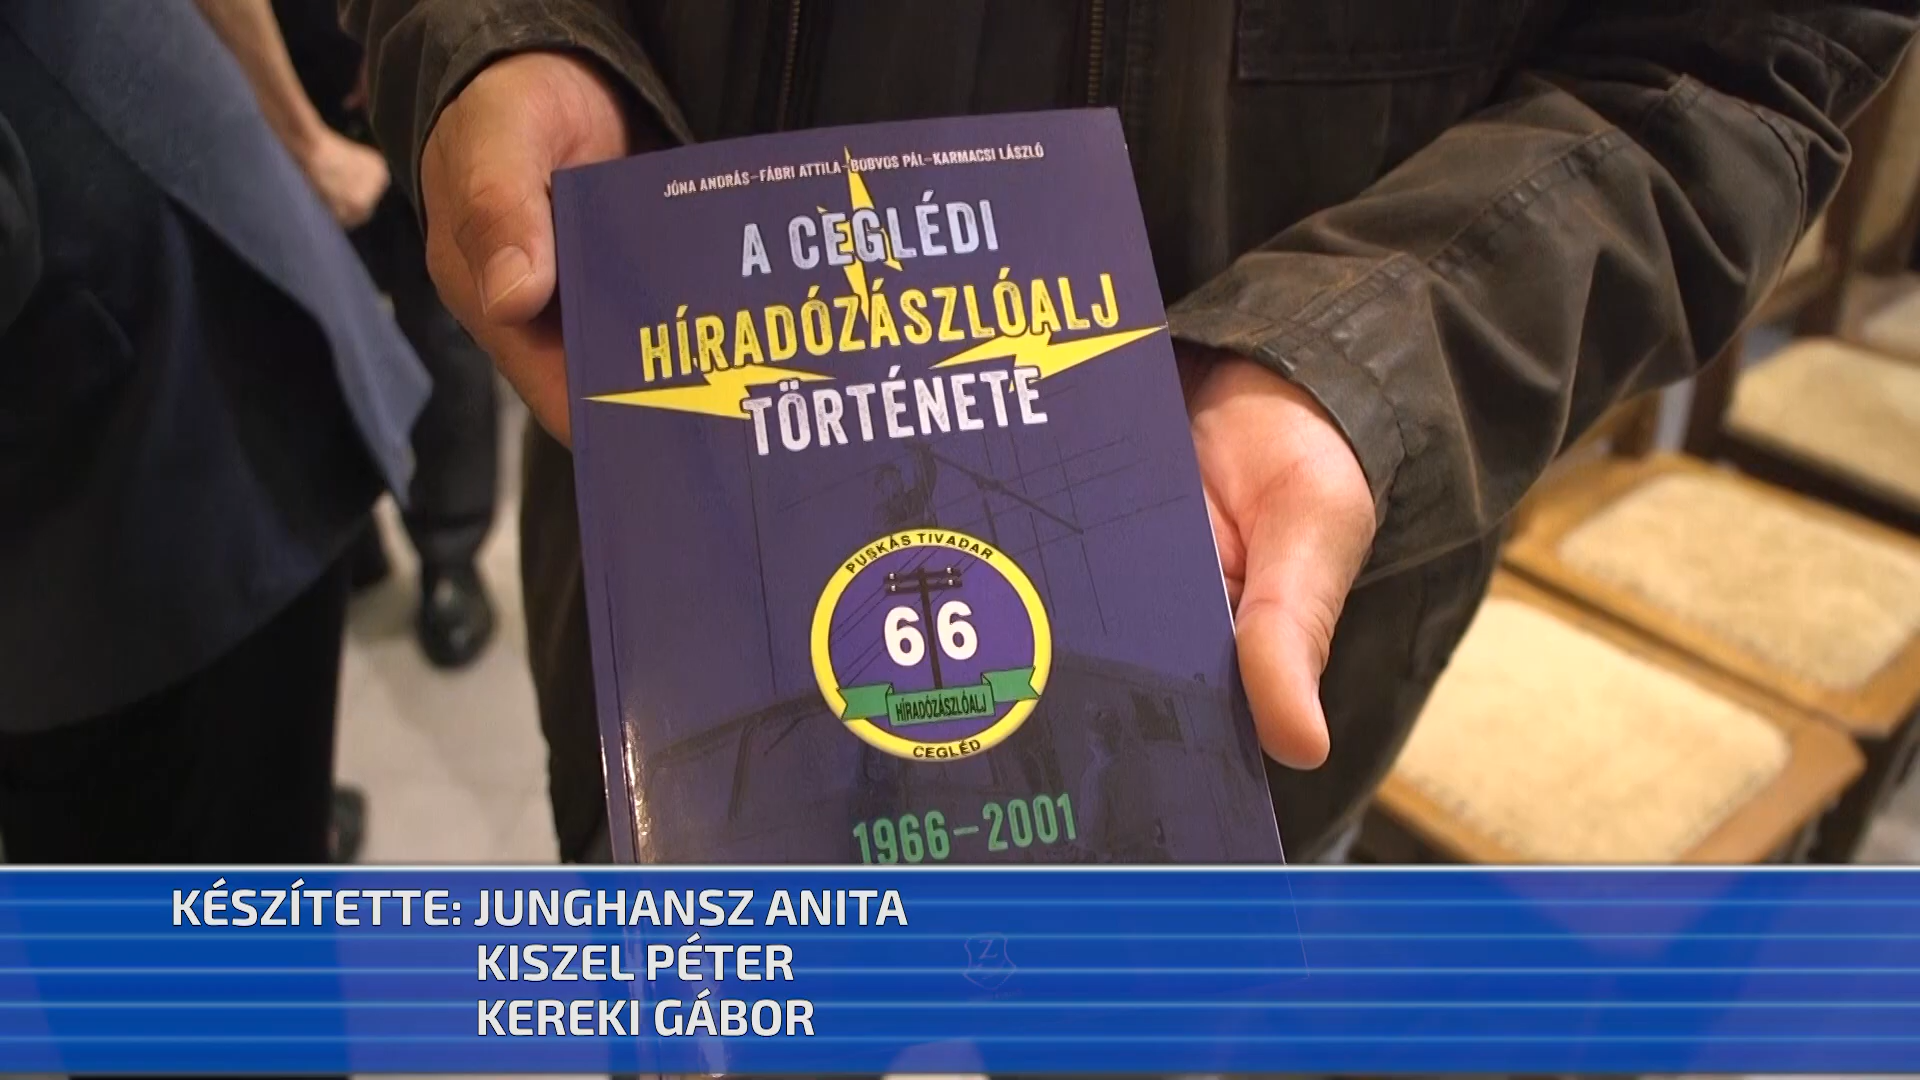 JÓNA ANDRÁS–FÁBRI ATTILA–BOBVOS PÁL–KARMACSI LÁSZLÓ
A CEGLÉDI
HÍRADÓZÁSZLÓALJ
TÖRTÉNETE
PUSKÁS TIVADAR
66
HÍRADÓZÁSZLÓALJ
CEGLÉD
1966–2001
KÉSZÍTETTE: JUNGHANSZ ANITA
KISZEL PÉTER
KEREKI GÁBOR